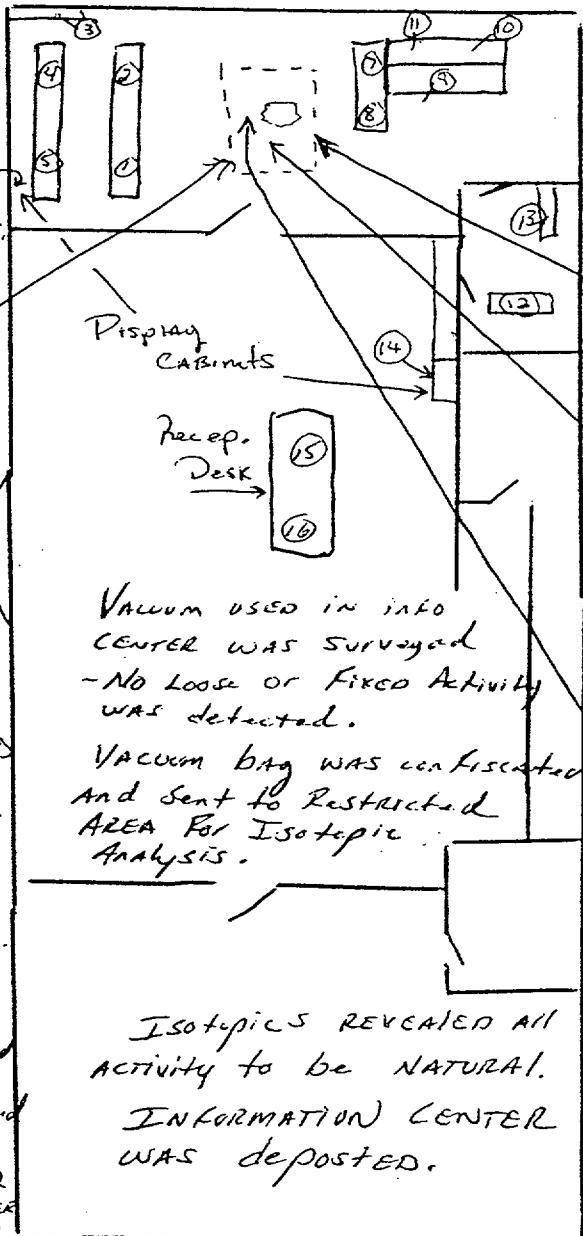 3
11
10
4
2
7
9
8
5
1
13
12
Display
Cabinets
14
Recep.
Desk
15
16
Vacuum used in info
Center was surveyed
- No Loose or Fixed Activity
was detected.
Vacuum bag was confiscated
And Sent to Restricted
Area For Isotopic
Analysis.
Isotopics REVEALED All
Activity to be NATURAL.
INFORMATION CENTER
WAS deposted.